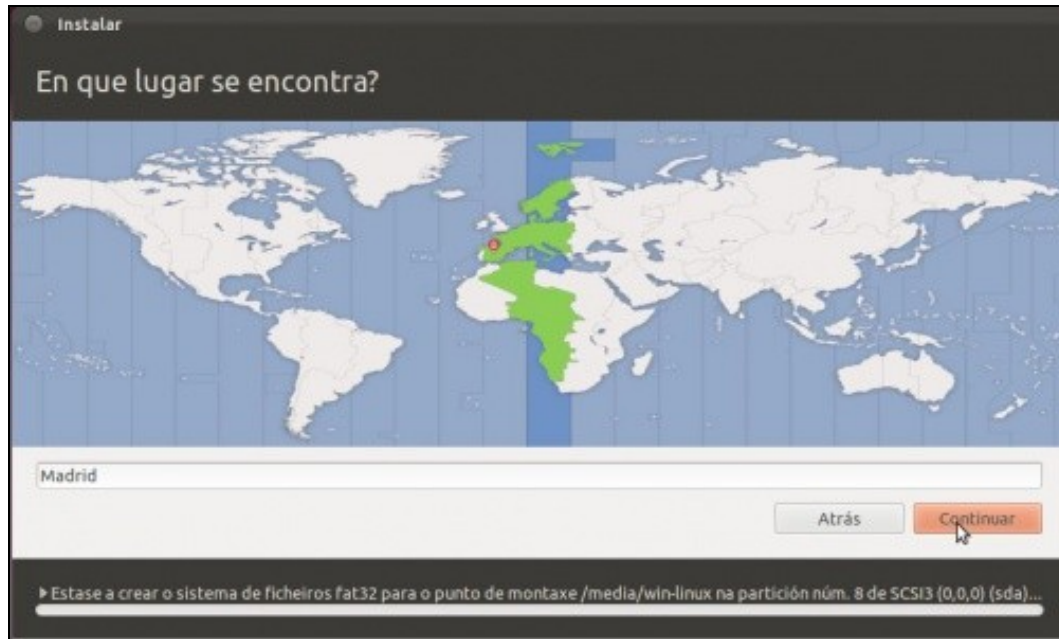 Instalar
En que lugar se encontra?
Madrid
Atrás
Continuar
Estase a crear o sistema de ficheiros fat32 para o punto de montaxe /media/win-linux na partición núm. 8 de SCSI3 (0,0,0) (sda)...